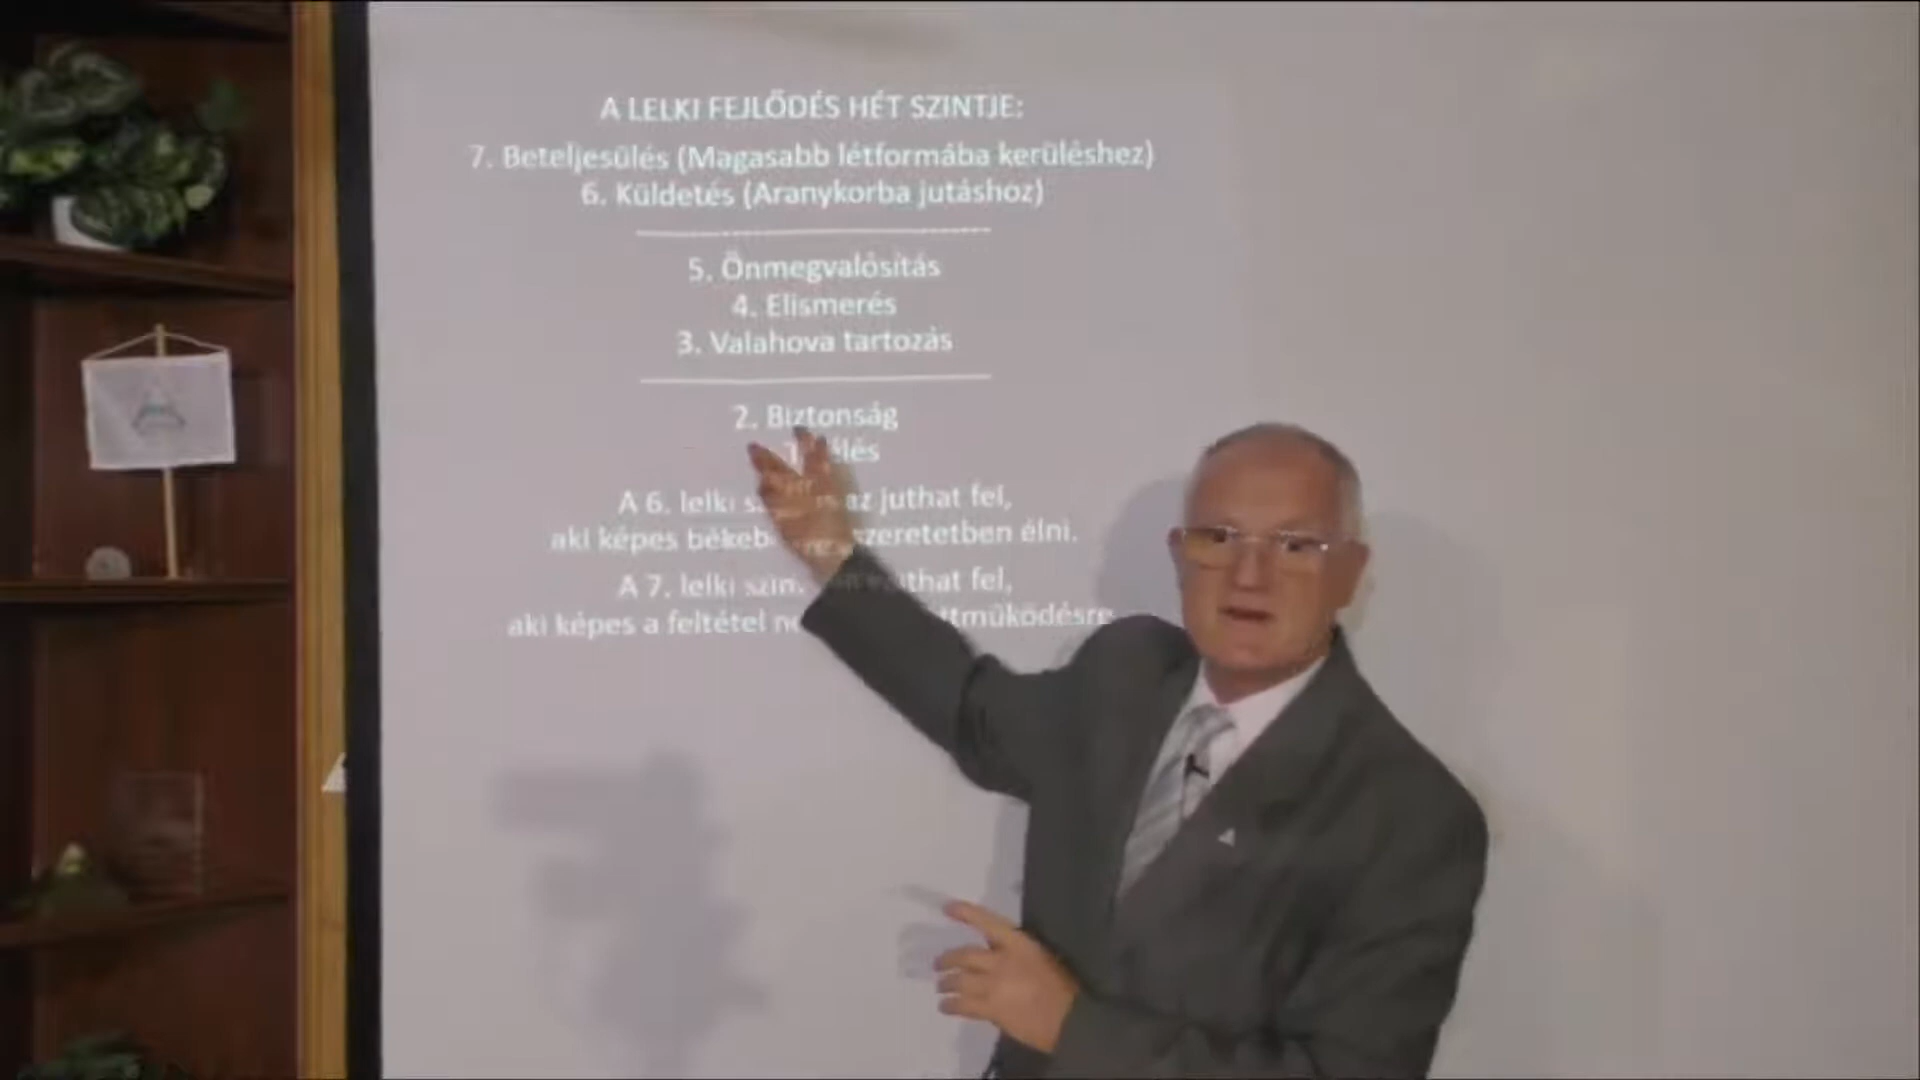 A LELKI FEJLŐDÉS HÉT SZINTJE:
7. Beteljesülés (Magasabb létformába kerüléshez)
6. Küldetés (Aranykorba jutáshoz)
5. Önmegvalósítás
4. Elismerés
3. Valahova tartozás
2. Biztonság
A 6. lelki az juthat fel,
aki képes szeretetben élni.
A 7. lelki fel,
aki képes a feltétel